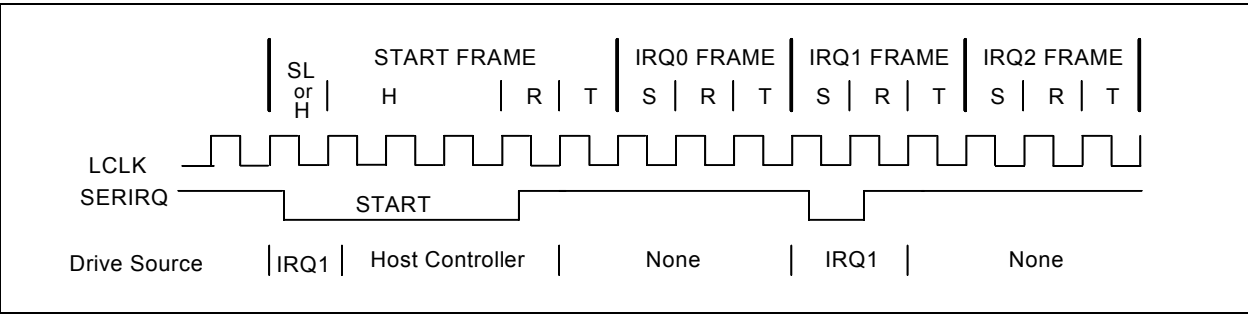 START FRAME IRQ0 FRAME IRQ1 FRAME IRQ2 FRAME
SL
or
H
H R T S R T S R T S R T
LCLK
SERIRQ
START
Drive Source IRQ1 Host Controller None IRQ1 None